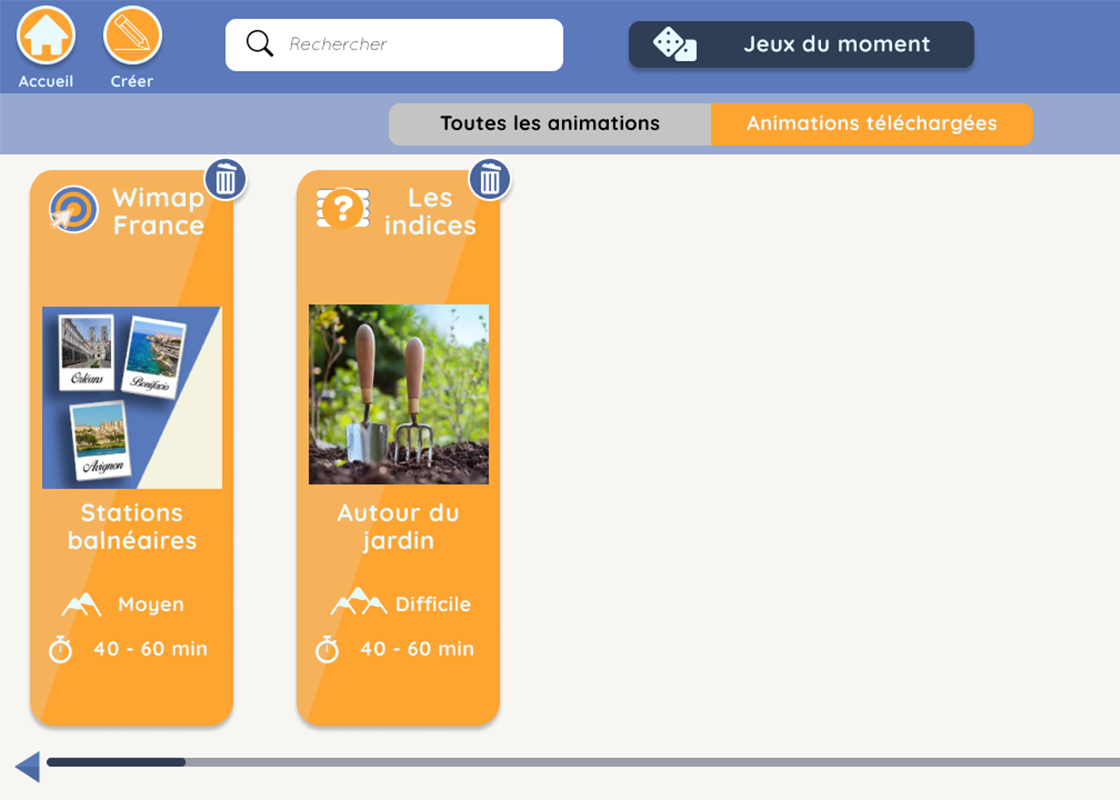 Accueil
Créer
Rechercher
Jeux du moment
Toutes les animations
Animations téléchargées
Wimap
France
Orléans
Bonifacio
Avignon
Stations
balnéaires
Moyen
40 - 60 min
?
Les
indices
Autour du
jardin
Difficile
40 - 60 min